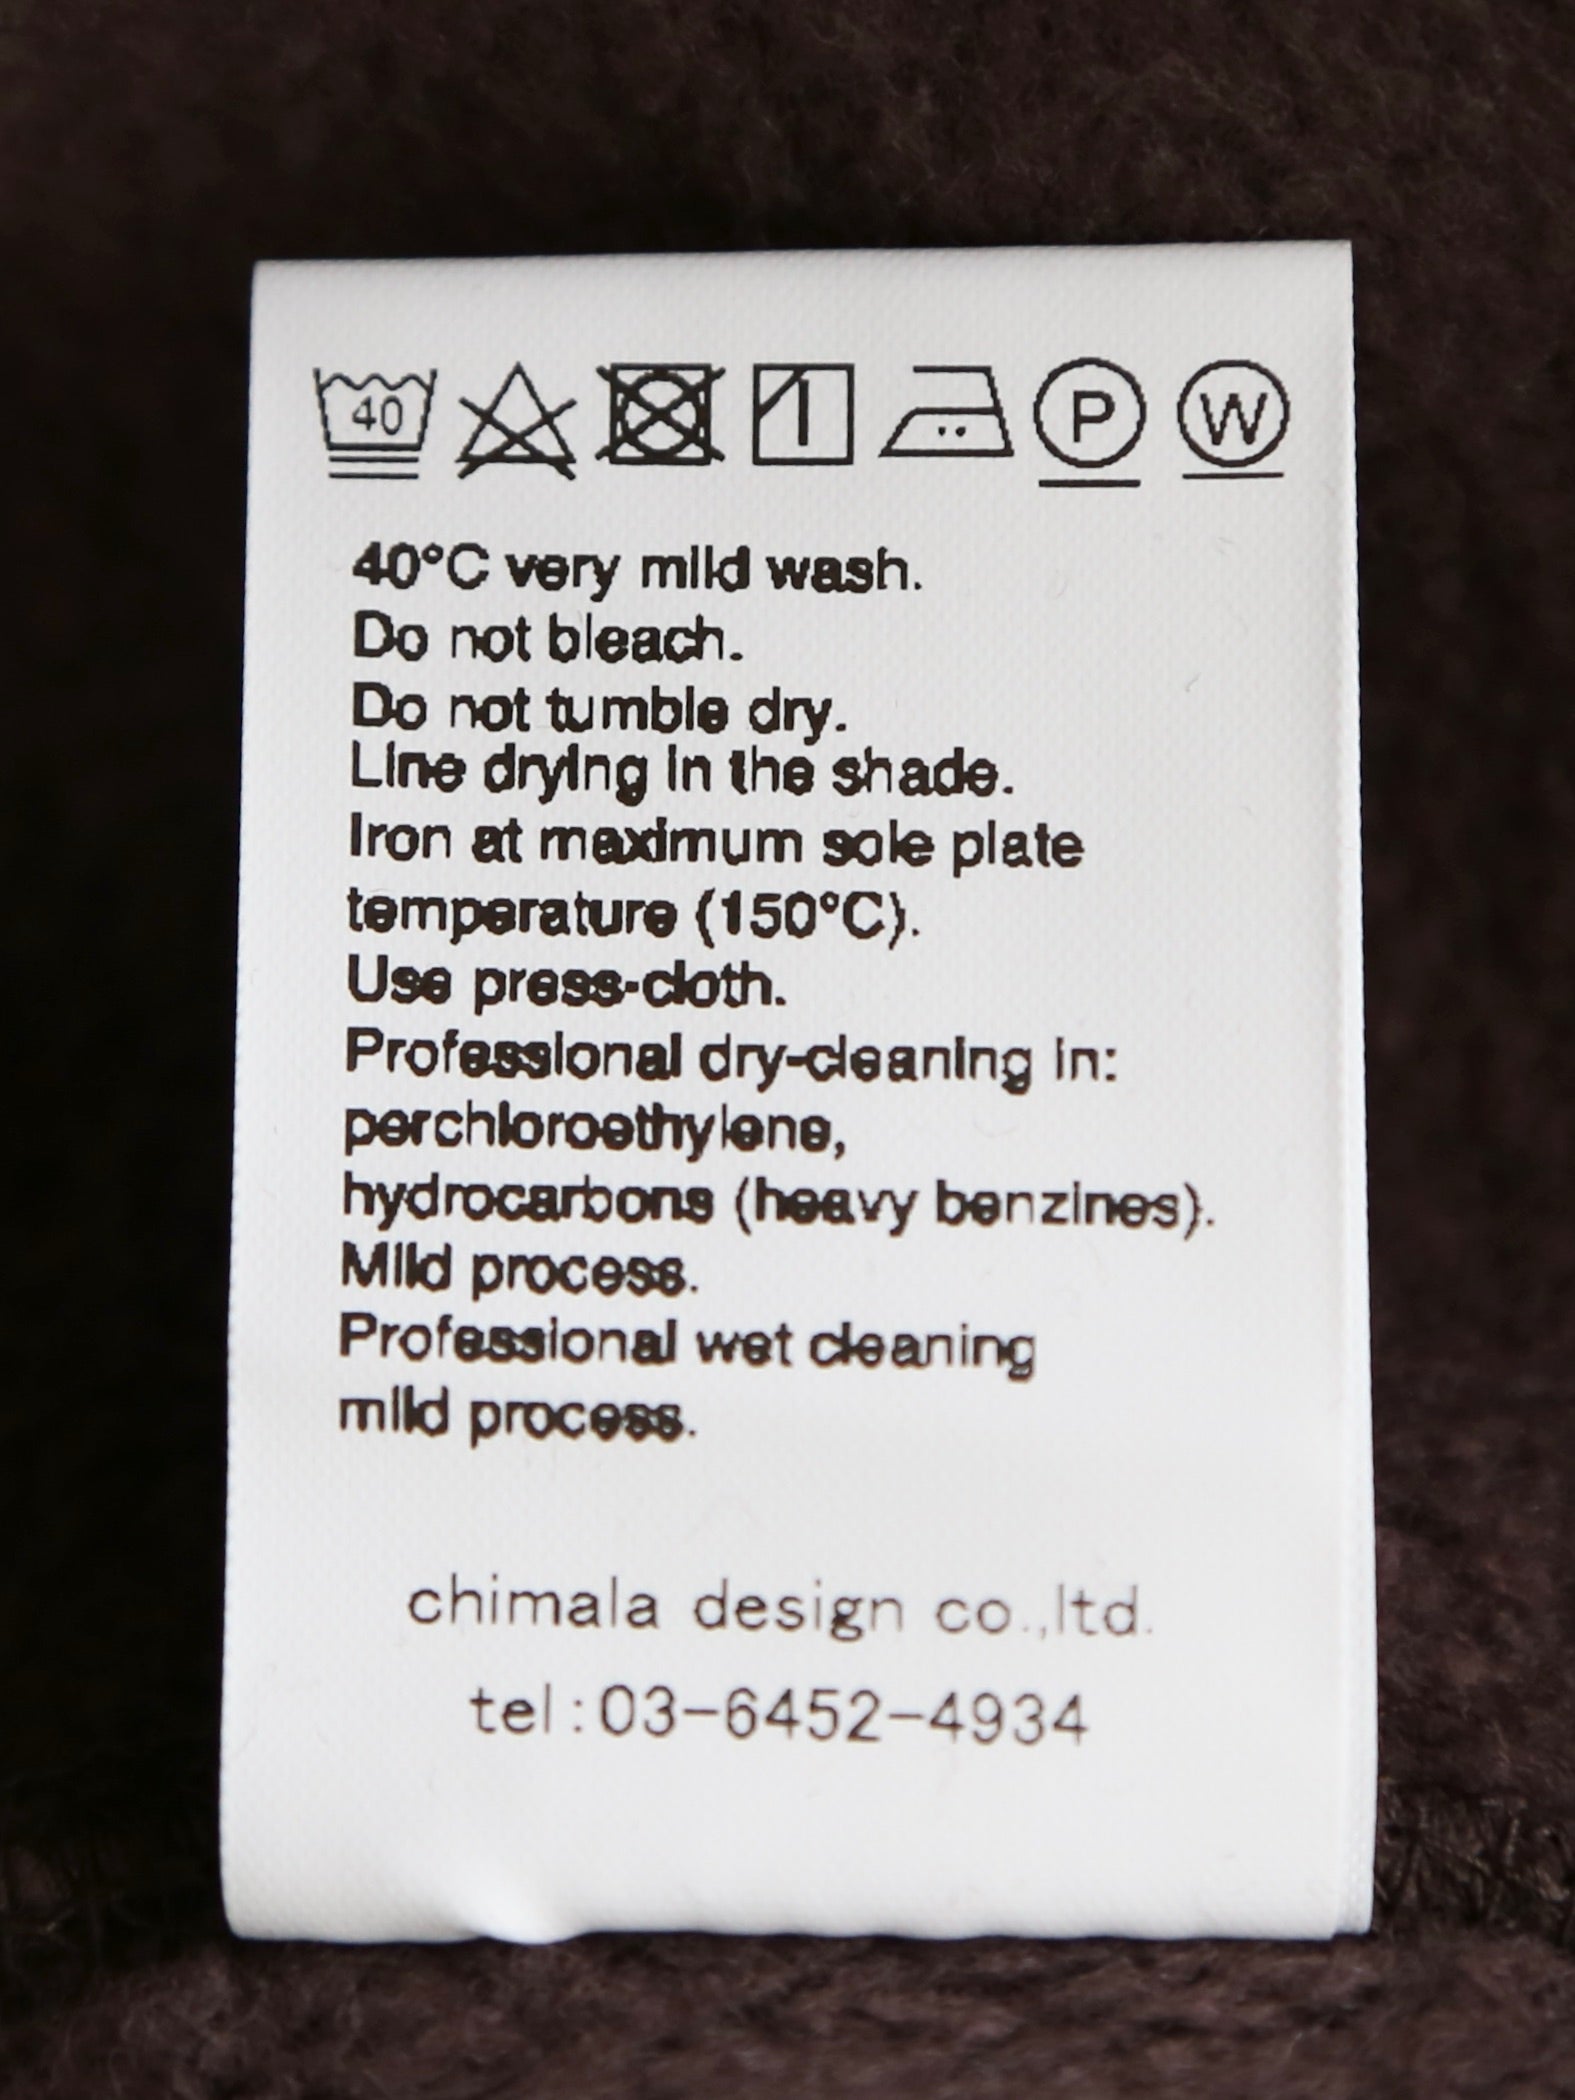 40
P
W
40°C very mild wash.
Do not bleach.
Do not tumble dry.
Line drying in the shade.
Iron at maximum sole plate
temperature (150°C).
Use press-cloth.
Professional dry-cleaning in:
perchloroethylene,
hydrocarbons (heavy benzines).
Mild process.
Professional wet cleaning
mild process.
chimala design co.,ltd.
tel:03-6452-4934